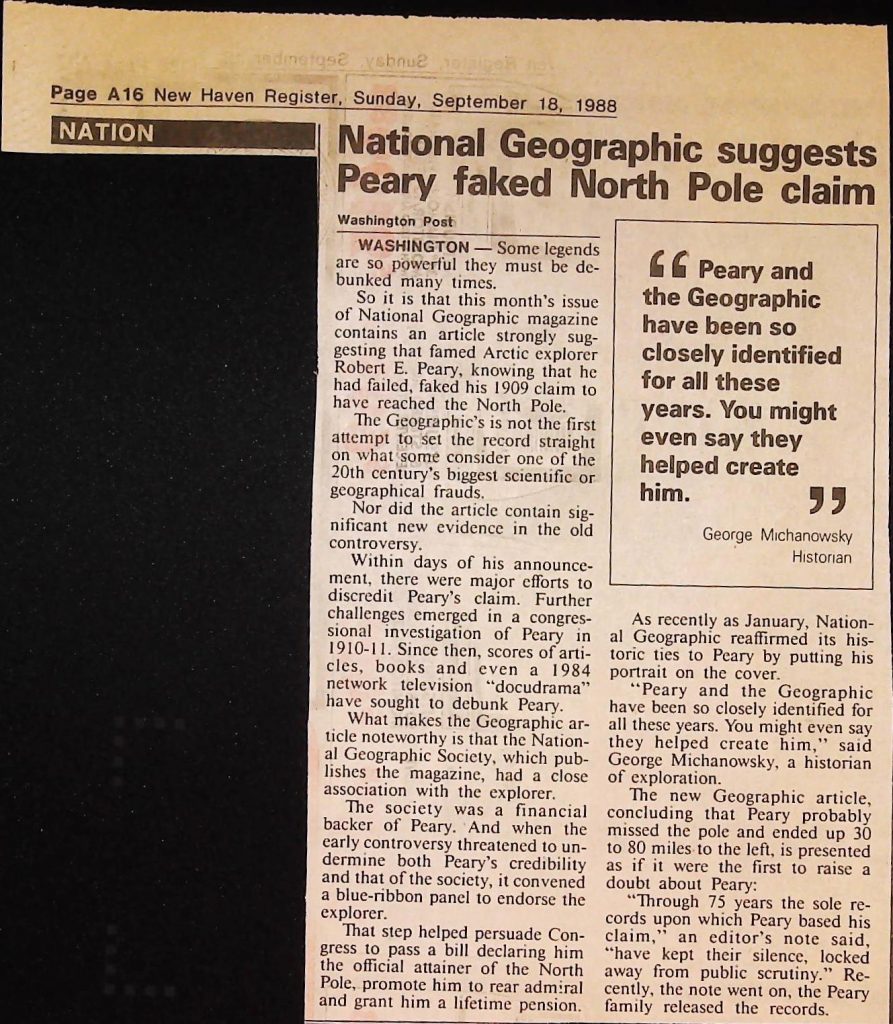 Page A16 New Haven Register, Sunday, September 18, 1988
NATION
National Geographic suggests
Peary faked North Pole claim
Washington Post
WASHINGTON — Some legends
are so powerful they must be de-
bunked many times.
So it is that this month's issue
of National Geographic magazine
contains an article strongly sug-
gesting that famed Arctic explorer
Robert E. Peary, knowing that he
had failed, faked his 1909 claim to
have reached the North Pole.
The Geographic's is not the first
attempt to set the record straight
on what some consider one of the
20th century's biggest scientific or
geographical frauds.
Nor did the article contain sig-
nificant new evidence in the old
controversy.
Within days of his announce-
ment, there were major efforts to
discredit Peary's claim. Further
challenges emerged in a congres-
sional investigation of Peary in
1910-11. Since then, scores of arti-
cles, books and even a 1984
network television "docudrama"
have sought to debunk Peary.
What makes the Geographic ar-
ticle noteworthy is that the Nation-
al Geographic Society, which pub-
lishes the magazine, had a close
association with the explorer.
The society was a financial
backer of Peary. And when the
early controversy threatened to un-
dermine both Peary's credibility
and that of the society, it convened
a blue-ribbon panel to endorse the
explorer.
That step helped persuade Con-
gress to pass a bill declaring him
the official attainer of the North
Pole, promote him to rear admiral
and grant him a lifetime pension.
“ Peary and
the Geographic
have been so
closely identified
for all these
years. You might
even say they
helped create
him. ”
George Michanowsky
Historian
As recently as January, Nation-
al Geographic reaffirmed its his-
toric ties to Peary by putting his
portrait on the cover.
"Peary and the Geographic
have been so closely identified for
all these years. You might even say
they helped create him," said
George Michanowsky, a historian
of exploration.
The new Geographic article,
concluding that Peary probably
missed the pole and ended up 30
to 80 miles to the left, is presented
as if it were the first to raise a
doubt about Peary:
"Through 75 years the sole re-
cords upon which Peary based his
claim," an editor's note said,
"have kept their silence, locked
away from public scrutiny." Re-
cently, the note went on, the Peary
family released the records.